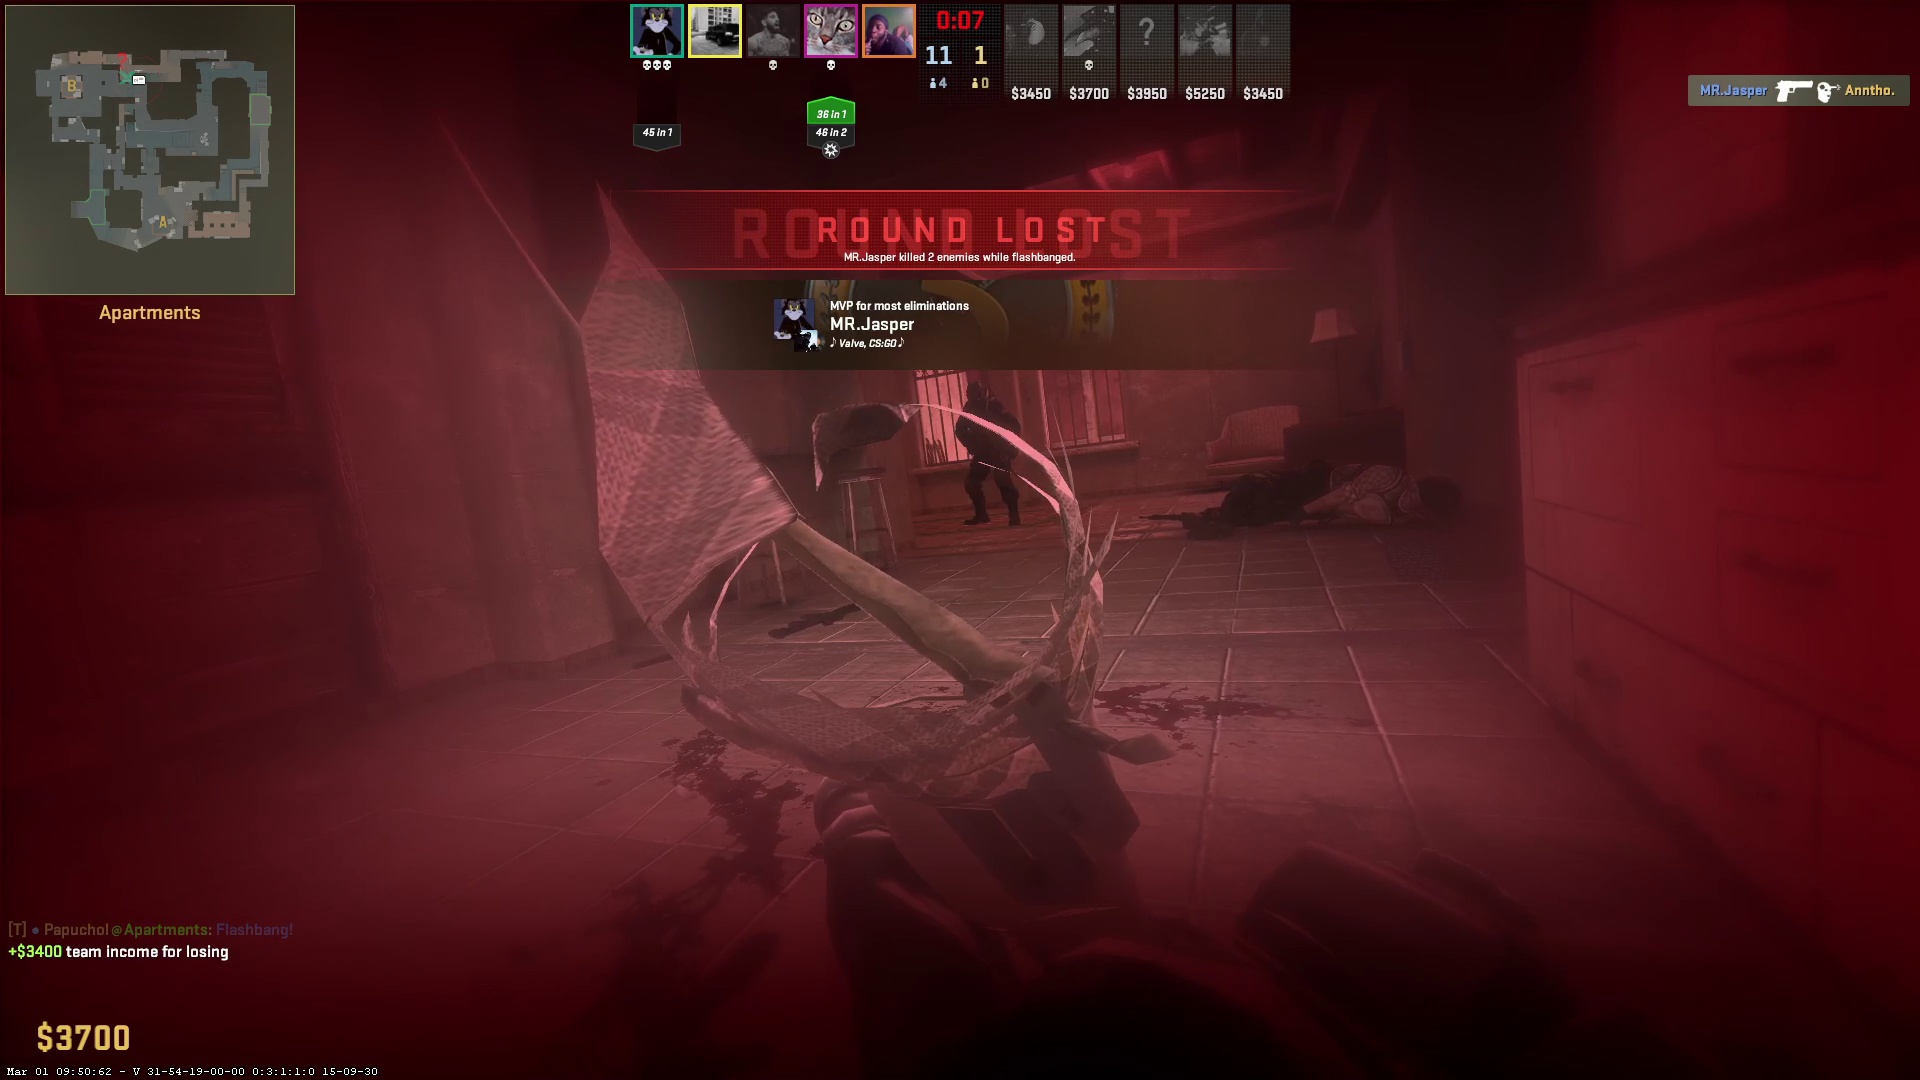 B
A
Apartments
0:07
11 1
4 0
?
$3450 $3700 $3950 $5250 $3450
45 in 1
36 in 1
46 in 2
MR.Jasper Anntho.
ROUND LOST
MR.Jasper killed 2 enemies while flashbanged.
MVP for most eliminations
MR.Jasper
♪ Valve, CS:GO ♪
[T] ● Papuchol@Apartments: Flashbang!
+$3400 team income for losing
$3700
Mar 01 09:50:62 - V 31-54-19-00-00 0:3:1:1:0 15-09-30